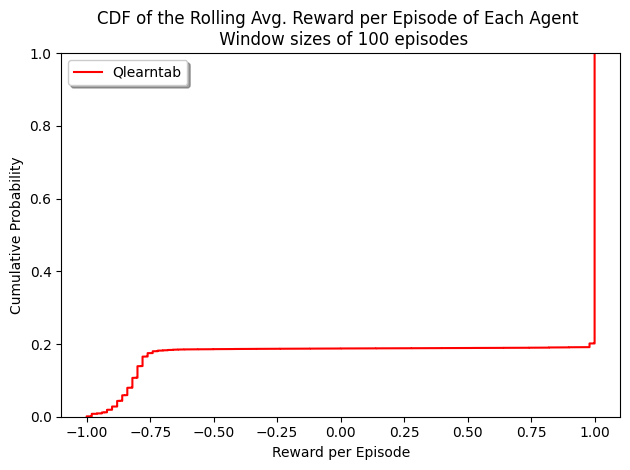 CDF of the Rolling Avg. Reward per Episode of Each Agent
Window sizes of 100 episodes
Qlearntab
Cumulative Probability
1.0
0.8
0.6
0.4
0.2
0.0
−1.00 −0.75 −0.50 −0.25 0.00 0.25 0.50 0.75 1.00
Reward per Episode